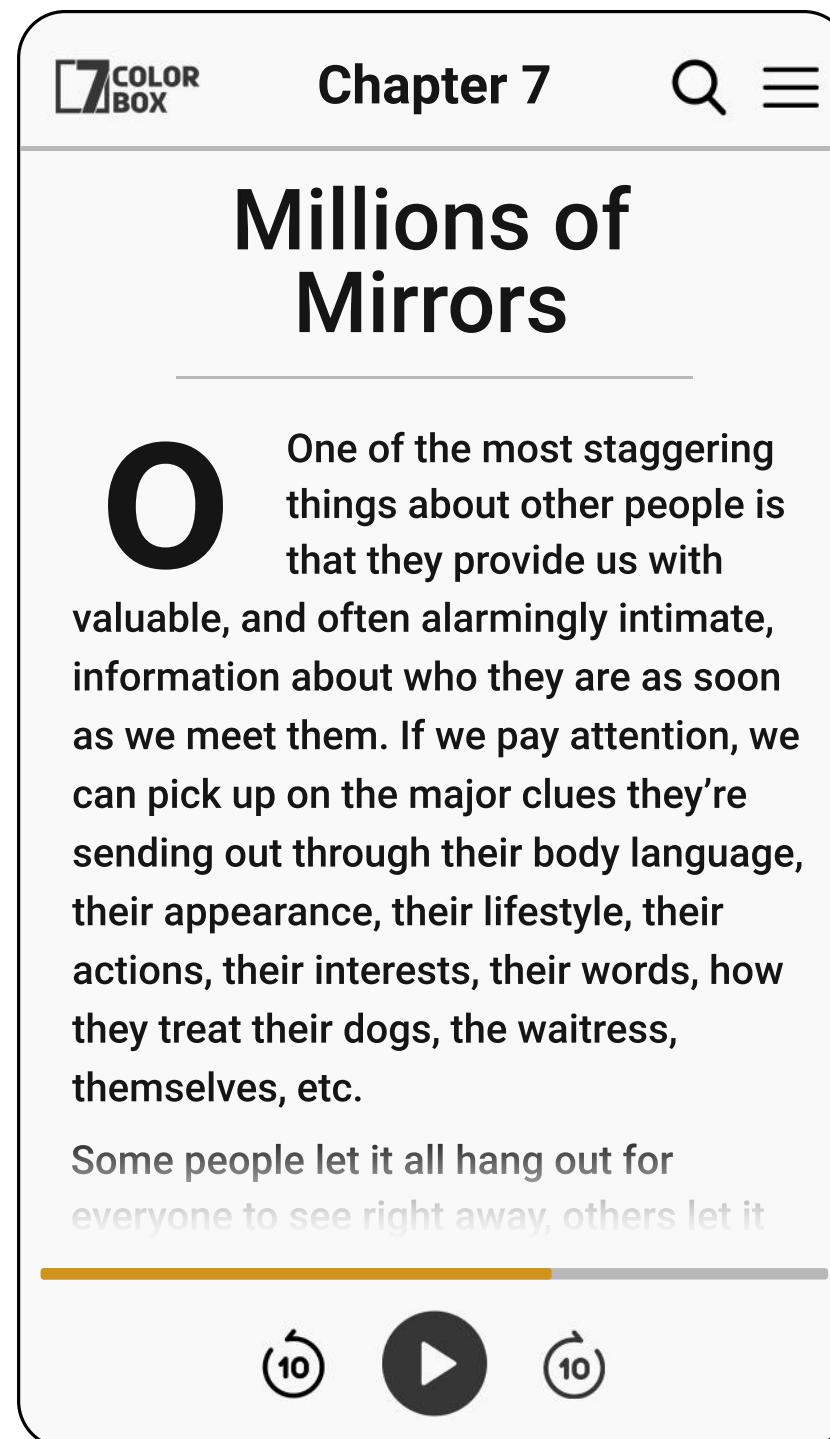 7 COLOR
BOX
Chapter 7
Millions of
Mirrors
O
One of the most staggering
things about other people is
that they provide us with
valuable, and often alarmingly intimate,
information about who they are as soon
as we meet them. If we pay attention, we
can pick up on the major clues they’re
sending out through their body language,
their appearance, their lifestyle, their
actions, their interests, their words, how
they treat their dogs, the waitress,
themselves, etc.
Some people let it all hang out for
everyone to see right away, others let it
10
10